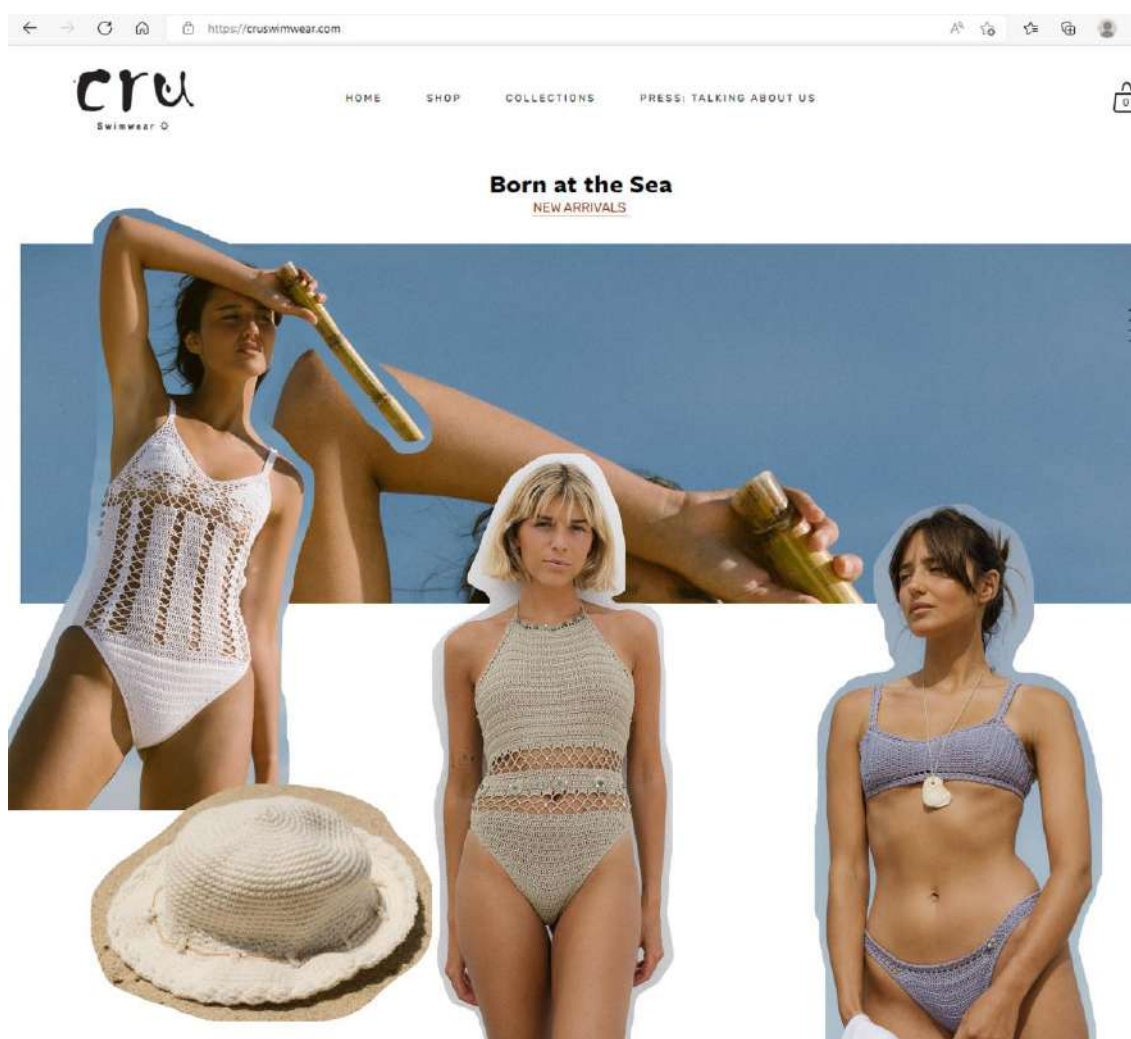 https://cruswimwear.com
cru
Swimwear
HOME SHOP COLLECTIONS PRESS: TALKING ABOUT US
0
Born at the Sea
NEW ARRIVALS